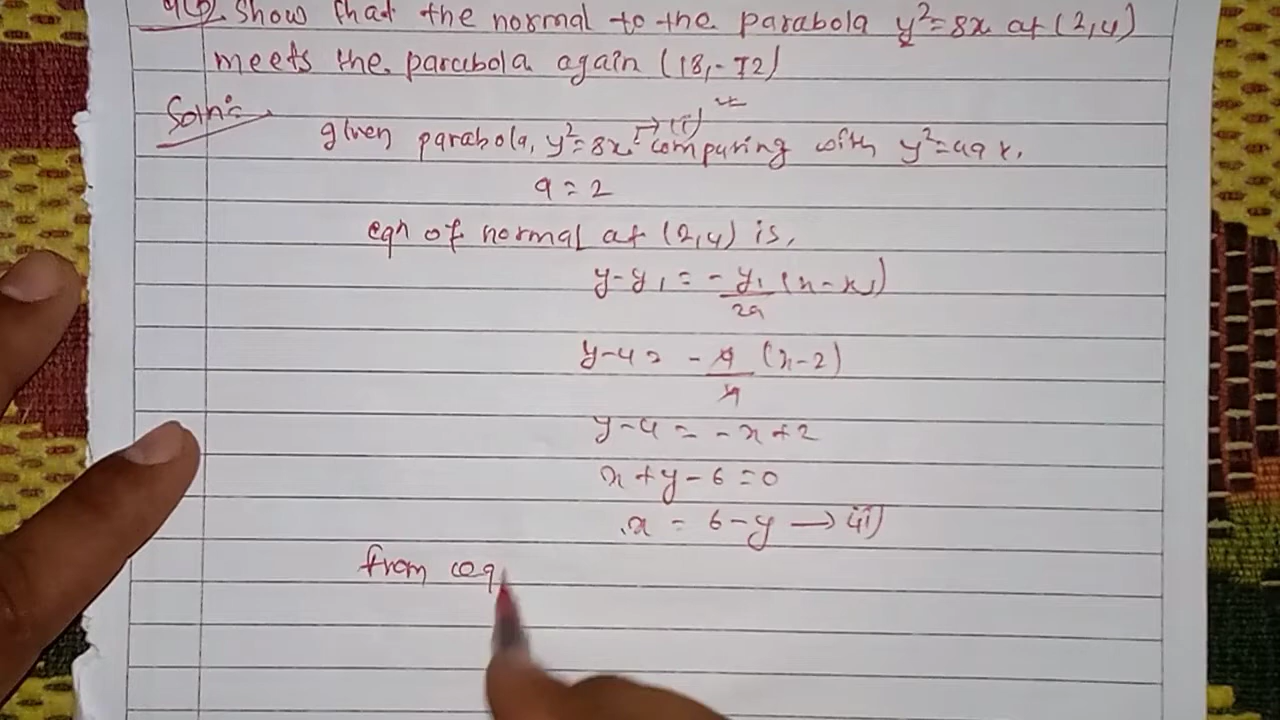 Show that the normal to the parabola y²=8x at (2,4)
meets the parabola again (18,-72)
Soln:
given parabola, y²=8x →(i) comparing with y²=4ax.
a=2
eqn of normal at (2,4) is,
y-y₁ = -y₁/2a (x-x₁)
y-4 = -4/4 (x-2)
y-4 = -x+2
x+y-6=0
x = 6-y →(ii)
from eq